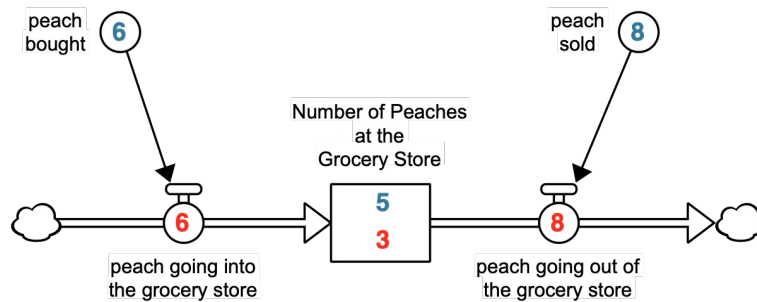 peach
bought
6
peach
sold
8
Number of Peaches
at the
Grocery Store
6
5
3
8
peach going into
the grocery store
peach going out of
the grocery store